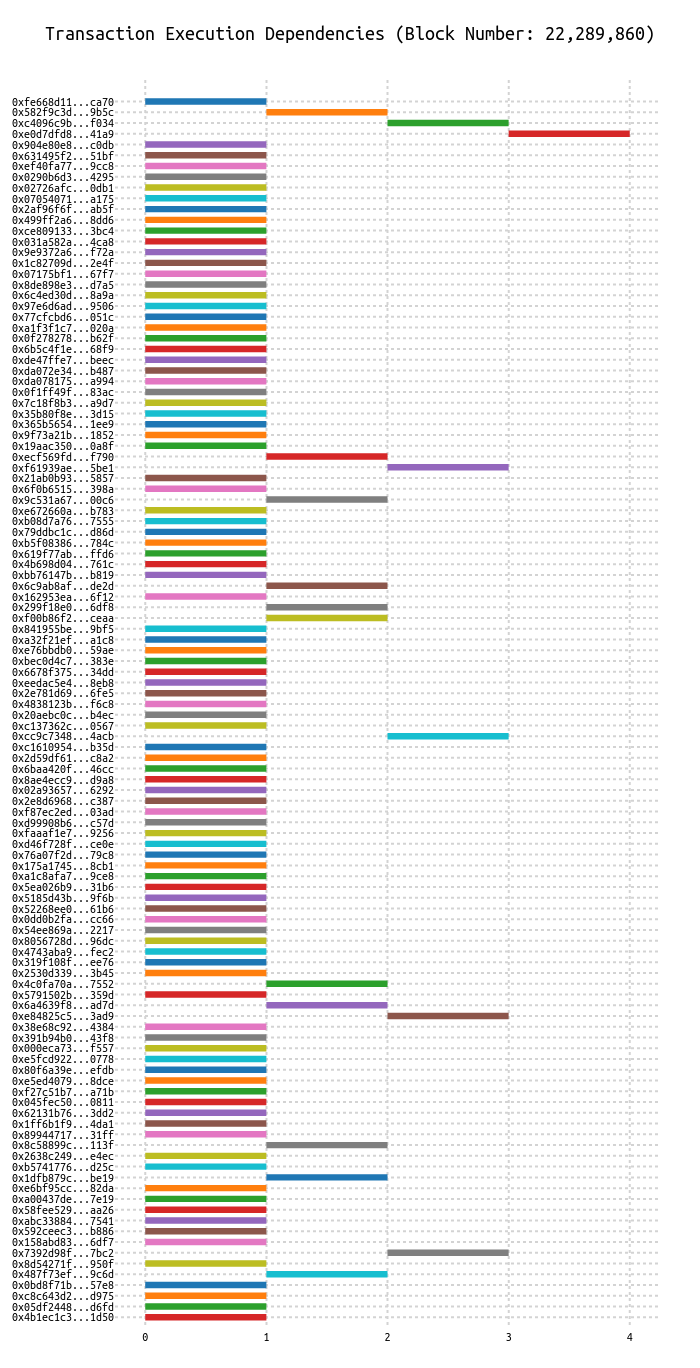 Transaction Execution Dependencies (Block Number: 22,289,860)
0xfe668d11...ca70
0x582f9c3d...9b5c
0xc4096c9b...f034
0xe0d7dfd8...41a9
0x904e80e8...c0db
0x631495f2...51bf
0xef40fa77...9cc8
0x0290b6d3...4295
0x02726afc...0db1
0x07054071...a175
0x2af96f6f...ab5f
0x499ff2a6...8dd6
0xce809133...3bc4
0x031a582a...4ca8
0x9e9372a6...f72a
0x1c82709d...2e4f
0x07175bf1...67f7
0x8de898e3...d7a5
0x6c4ed30d...8a9a
0x97e6d6ad...9506
0x77cfcbd6...051c
0xa1f3f1c7...020a
0x0f278278...b62f
0x6b5c4f1e...68f9
0xde47ffe7...beec
0xda072e34...b487
0xda078175...a994
0x0f1ff49f...83ac
0x7c18f8b3...a9d7
0x35b80f8e...3d15
0x365b5654...1ee9
0x9f73a21b...1852
0x19aac350...0a8f
0xecf569fd...f790
0xf61939ae...5be1
0x21ab0b93...5857
0x6f0b6515...398a
0x9c531a67...00c6
0xe672660a...b783
0xb08d7a76...7555
0x79ddbc1c...d86d
0xb5f08386...784c
0x619f77ab...ffd6
0x4b698d04...761c
0xbb76147b...b819
0x6c9ab8af...de2d
0x162953ea...6f12
0x299f18e0...6df8
0xf00b86f2...ceaa
0x841955be...9bf5
0xa32f21ef...a1c8
0xe76bbdb0...59ae
0xbec0d4c7...383e
0x6678f375...34dd
0xeedac5e4...8eb8
0x2e781d69...6fe5
0x4838123b...f6c8
0x20aebc0c...b4ec
0xc137362c...0567
0xcc9c7348...4acb
0xc1610954...b35d
0x2d59df61...c8a2
0x6baa420f...46cc
0x8ae4ecc9...d9a8
0x02a93657...6292
0x2e8d6968...c387
0xf87ec2ed...03ad
0xd99908b6...c57d
0xfaaaf1e7...9256
0xd46f728f...ce0e
0x76a07f2d...79c8
0x175a1745...8cb1
0xa1c8afa7...9ce8
0x5ea026b9...31b6
0x5185d43b...9f6b
0x52268ee0...61b6
0x0dd0b2fa...cc66
0x54ee869a...2217
0x8056728d...96dc
0x4743aba9...fec2
0x319f108f...ee76
0x2530d339...3b45
0x4c0fa70a...7552
0x5791502b...359d
0x6a4639f8...ad7d
0xe84825c5...3ad9
0x38e68c92...4384
0x391b94b0...43f8
0x000eca73...f557
0xe5fcd922...0778
0x80f6a39e...efdb
0xe5ed4079...8dce
0xf27c51b7...a71b
0x045fec50...0811
0x62131b76...3dd2
0x1ff6b1f9...4da1
0x89944717...31ff
0x8c58899c...113f
0x2638c249...e4ec
0xb5741776...d25c
0x1dfb879c...be19
0xe6bf95cc...82da
0xa00437de...7e19
0x58fee529...aa26
0xabc33884...7541
0x592ceec3...b886
0x158abd83...6df7
0x7392d98f...7bc2
0x8d54271f...950f
0x487f73ef...9c6d
0x0bd8f71b...57e8
0xc8c643d2...d975
0x05df2448...d6fd
0x4b1ec1c3...1d50
0 1 2 3 4